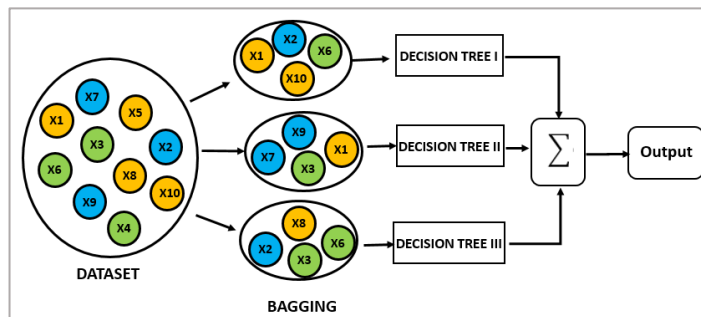 X7
X1
X5
X3
X2
X6
X8
X10
X9
X4
DATASET
X2
X1
X6
X10
X9
X7
X1
X3
X8
X2
X6
X3
BAGGING
DECISION TREE I
DECISION TREE II
DECISION TREE III
∑
Output